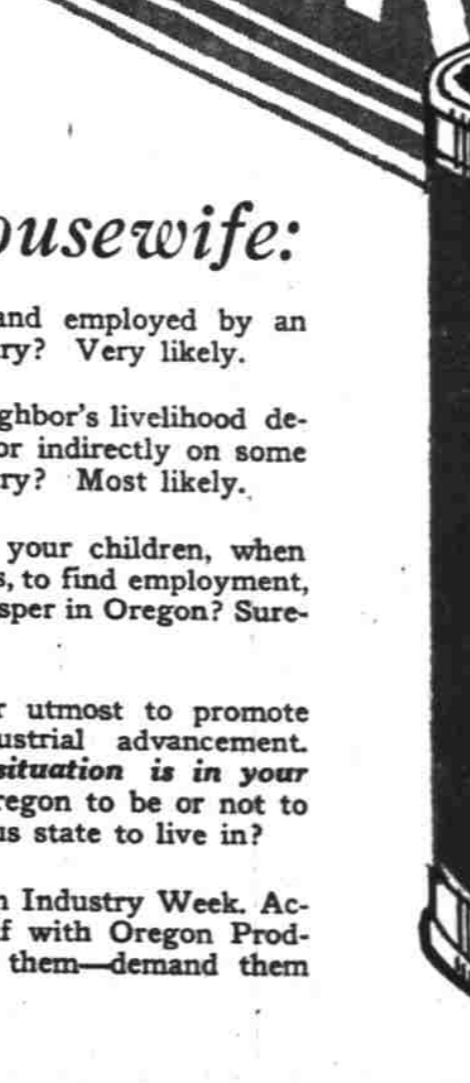 ousewife:
and employed by an
ry? Very likely.
ghbor's livelihood de-
or indirectly on some
ry? Most likely.
your children, when
s, to find employment,
sper in Oregon? Sure-
r utmost to promote
ustrial advancement.
situation is in your
regon to be or not to
us state to live in?
n Industry Week. Ac-
f with Oregon Prod-
them—demand them